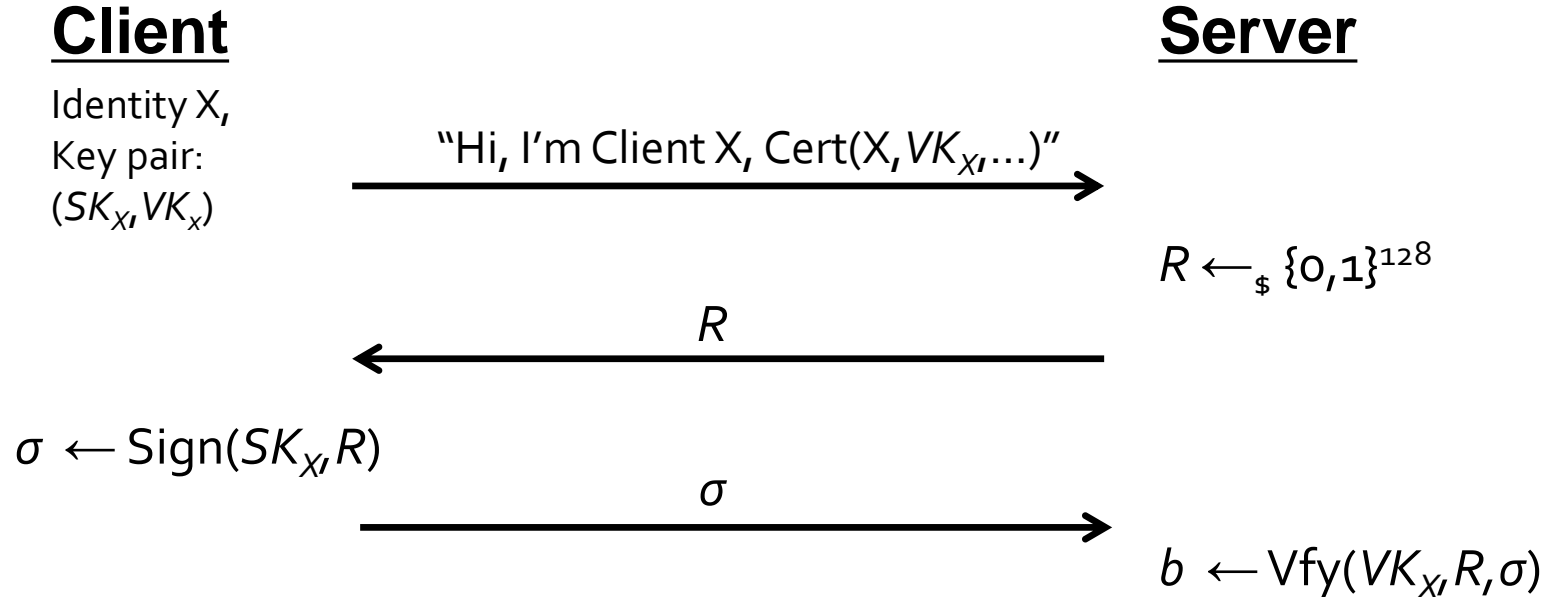 Client
Server
Identity X,
Key pair:
(SK_X, VK_x)
“Hi, I’m Client X, Cert(X,VK_X,…)”
R ←_$ {0,1}^128
R
σ ← Sign(SK_X, R)
σ
b ← Vfy(VK_X, R,σ)